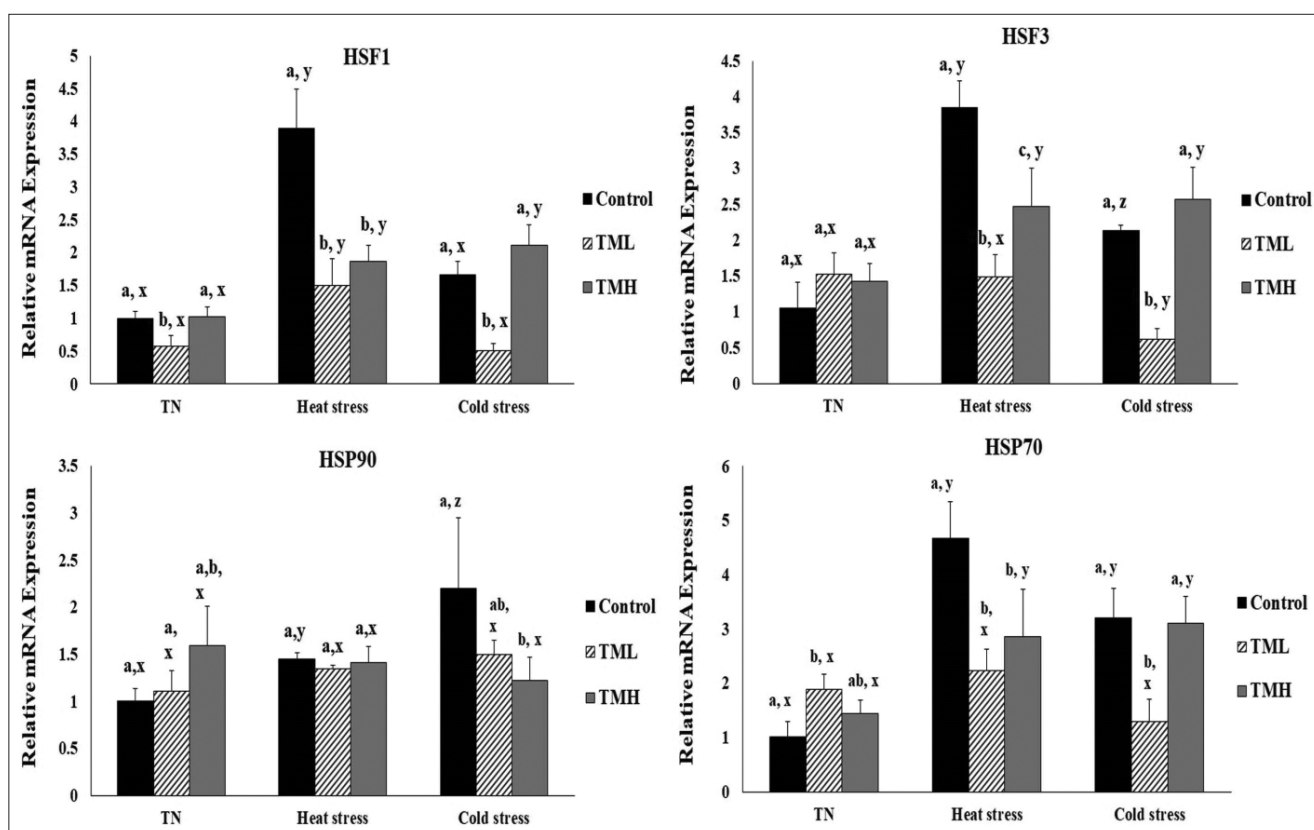 HSF1
Relative mRNA Expression
5
4.5
4
3.5
3
2.5
2
1.5
1
0.5
0
a, x
b, x
a, x
a, y
b, y
b, y
a, x
b, x
a, y
TN
Heat stress
Cold stress
Control
TML
TMH
HSF3
Relative mRNA Expression
4.5
4
3.5
3
2.5
2
1.5
1
0.5
0
a,x
a,x
a,x
a, y
b, x
c, y
a, z
b, y
a, y
TN
Heat stress
Cold stress
Control
TML
TMH
HSP90
Relative mRNA Expression
3.5
3
2.5
2
1.5
1
0.5
0
a,x
a,
x
a,b,
x
a,y
a,x
a,x
a, z
ab,
x
b, x
TN
Heat stress
Cold stress
Control
TML
TMH
HSP70
Relative mRNA Expression
6
5
4
3
2
1
0
a, x
b, x
ab, x
a, y
b,
x
b, y
a, y
b,
x
a, y
TN
Heat stress
Cold stress
Control
TML
TMH